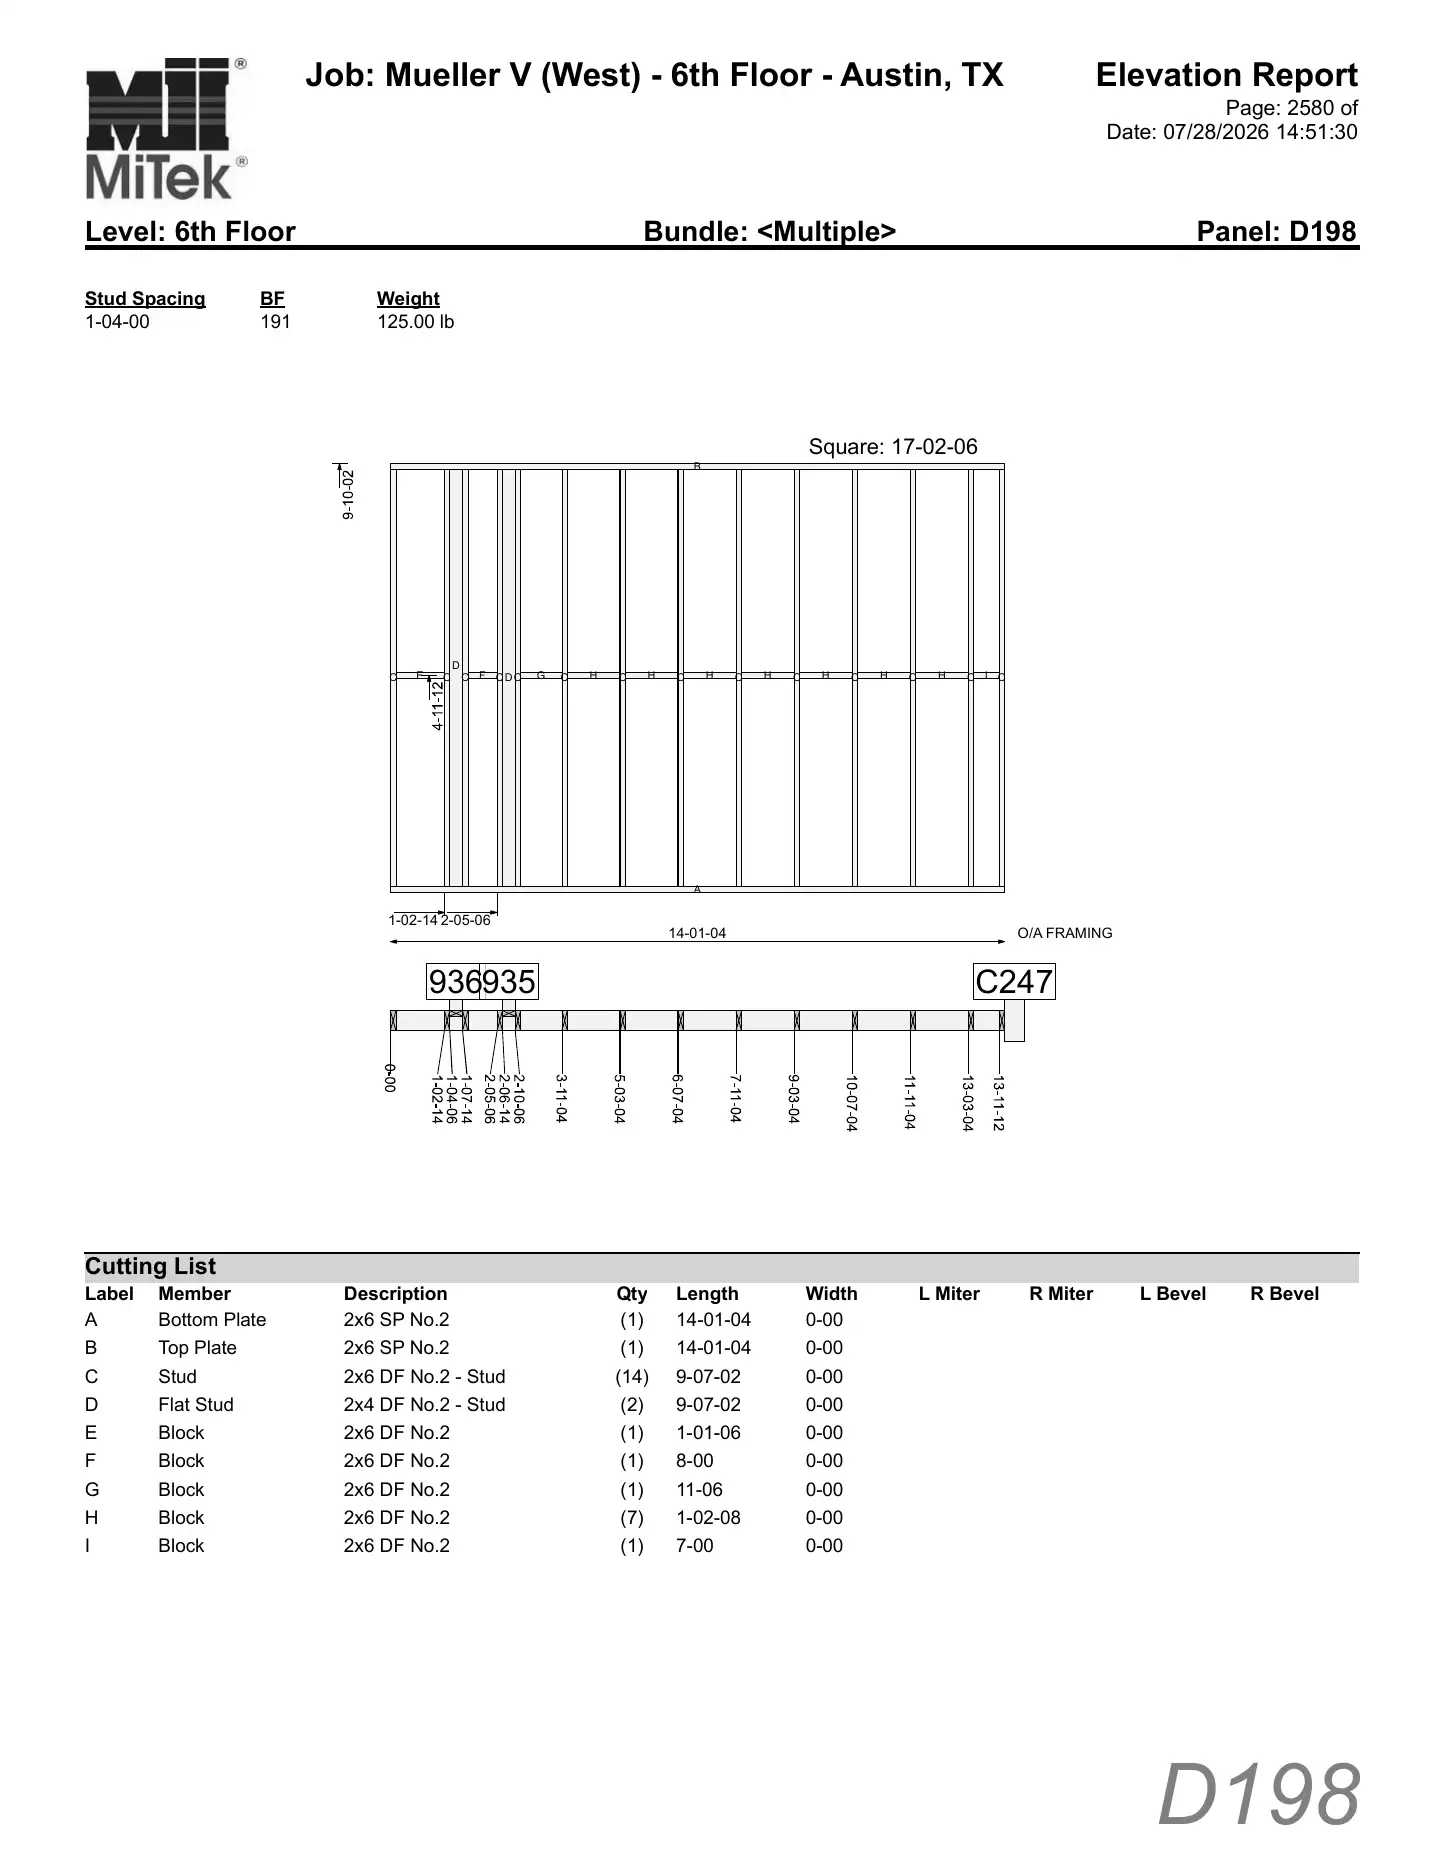 Job: Mueller V (West) - 6th Floor - Austin, TX
Elevation Report
Page: 2580 of
Date: 07/28/2026 14:51:30
MiTek
Level: 6th Floor Bundle: <Multiple> Panel: D198
Stud Spacing BF Weight
1-04-00 191 125.00 lb
Square: 17-02-06
B
9-10-02
D
E F D G H H H H H H H I
4-11-12
A
1-02-14 2-05-06
14-01-04 O/A FRAMING
936 935 C247
0-00 1-02-14 1-04-06 1-07-14 2-05-06 2-06-14 2-10-06 3-11-04 5-03-04 6-07-04 7-11-04 9-03-04 10-07-04 11-11-04 13-03-04 13-11-12
Cutting List
Label Member Description Qty Length Width L Miter R Miter L Bevel R Bevel
A Bottom Plate 2x6 SP No.2 (1) 14-01-04 0-00
B Top Plate 2x6 SP No.2 (1) 14-01-04 0-00
C Stud 2x6 DF No.2 - Stud (14) 9-07-02 0-00
D Flat Stud 2x4 DF No.2 - Stud (2) 9-07-02 0-00
E Block 2x6 DF No.2 (1) 1-01-06 0-00
F Block 2x6 DF No.2 (1) 8-00 0-00
G Block 2x6 DF No.2 (1) 11-06 0-00
H Block 2x6 DF No.2 (7) 1-02-08 0-00
I Block 2x6 DF No.2 (1) 7-00 0-00
D198